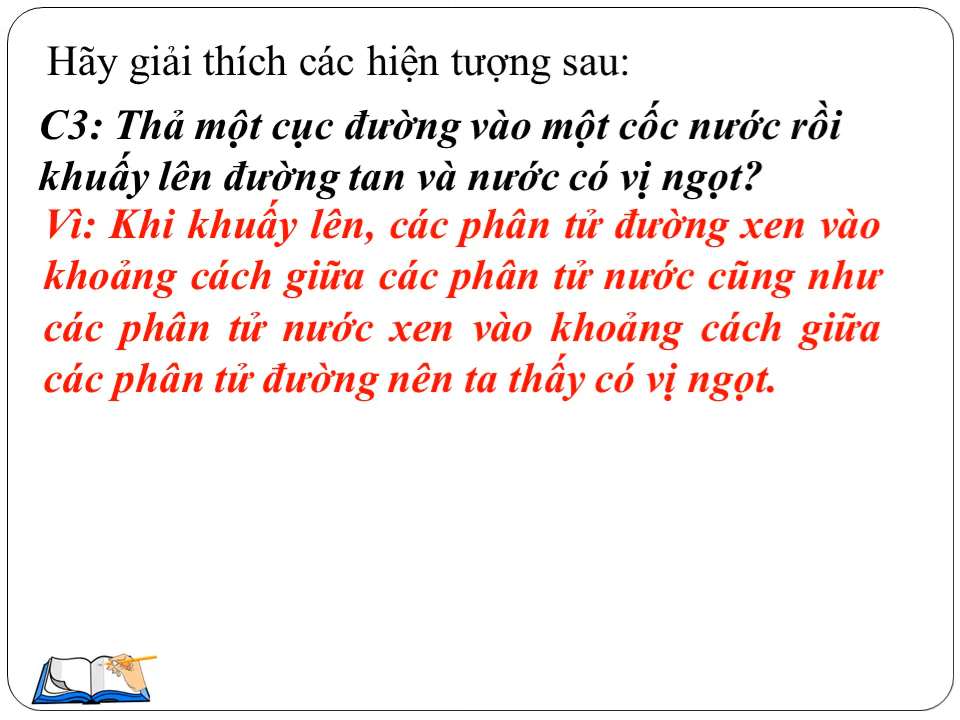 Hãy giải thích các hiện tượng sau:
C3: Thả một cục đường vào một cốc nước rồi
khuấy lên đường tan và nước có vị ngọt?
Vì: Khi khuấy lên, các phân tử đường xen vào
khoảng cách giữa các phân tử nước cũng như
các phân tử nước xen vào khoảng cách giữa
các phân tử đường nên ta thấy có vị ngọt.